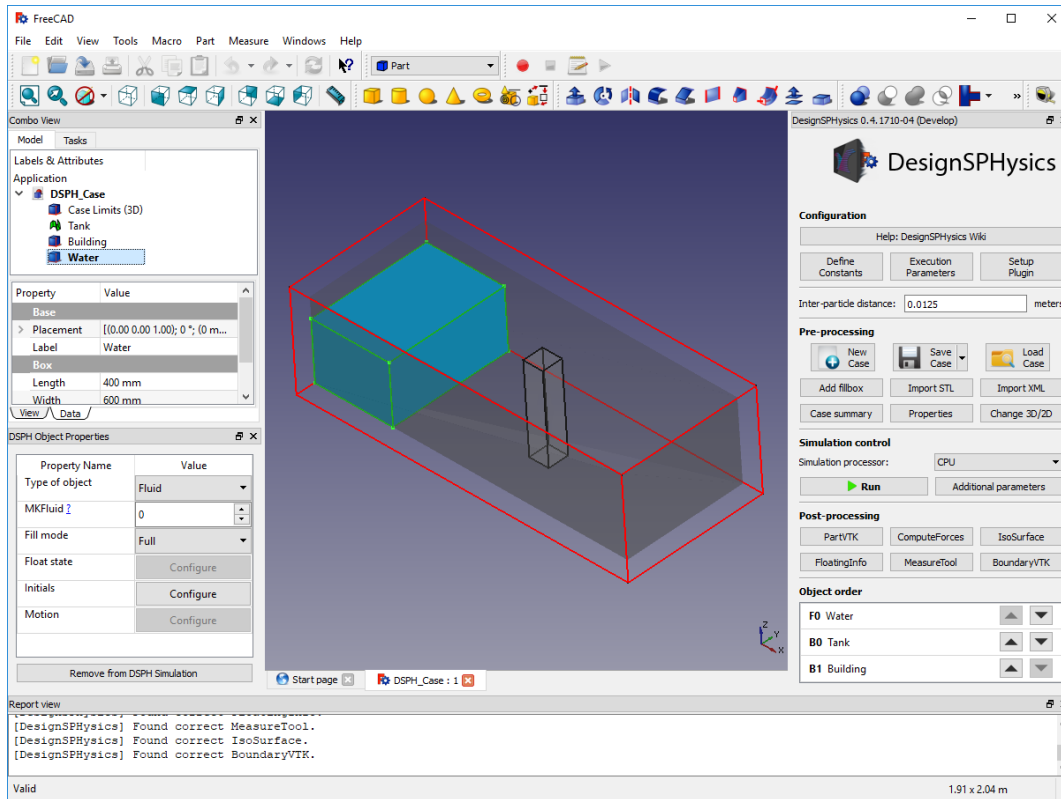 FreeCAD
File Edit View Tools Macro Part Measure Windows Help
Part
Combo View
Model Tasks
Labels & Attributes
Application
DSPH_Case
Case Limits (3D)
Tank
Building
Water
Property Value
Base
Placement [(0.00 0.00 1.00); 0 °; (0 m...
Label Water
Box
Length 400 mm
Width 600 mm
View Data
DSPH Object Properties
Property Name Value
Type of object Fluid
MKFluid ? 0
Fill mode Full
Float state Configure
Initials Configure
Motion Configure
Remove from DSPH Simulation
Z
Y
X
Start page
DSPH_Case : 1
DesignSPHysics 0.4.1710-04 (Develop)
DesignSPHysics
Configuration
Help: DesignSPHysics Wiki
Define Constants
Execution Parameters
Setup Plugin
Inter-particle distance: 0.0125 meters
Pre-processing
New Case
Save Case
Load Case
Add fillbox Import STL Import XML
Case summary Properties Change 3D/2D
Simulation control
Simulation processor: CPU
Run Additional parameters
Post-processing
PartVTK ComputeForces IsoSurface
FloatingInfo MeasureTool BoundaryVTK
Object order
F0 Water
B0 Tank
B1 Building
Report view
[DesignSPHysics] Found correct MeasureTool.
[DesignSPHysics] Found correct IsoSurface.
[DesignSPHysics] Found correct BoundaryVTK.
Valid
1.91 x 2.04 m